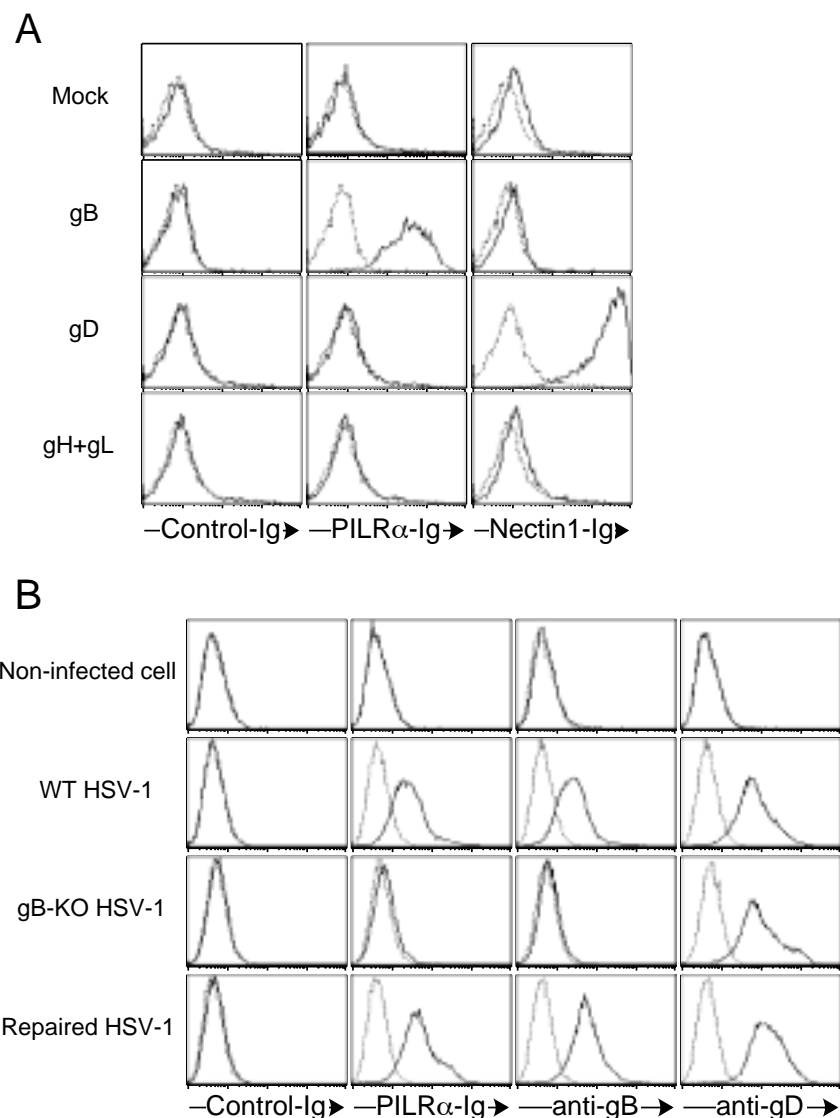 A
Mock
gB
gD
gH+gL
Control-Ig
PILRα-Ig
Nectin1-Ig
B
Non-infected cell
WT HSV-1
gB-KO HSV-1
Repaired HSV-1
Control-Ig
PILRα-Ig
anti-gB
anti-gD